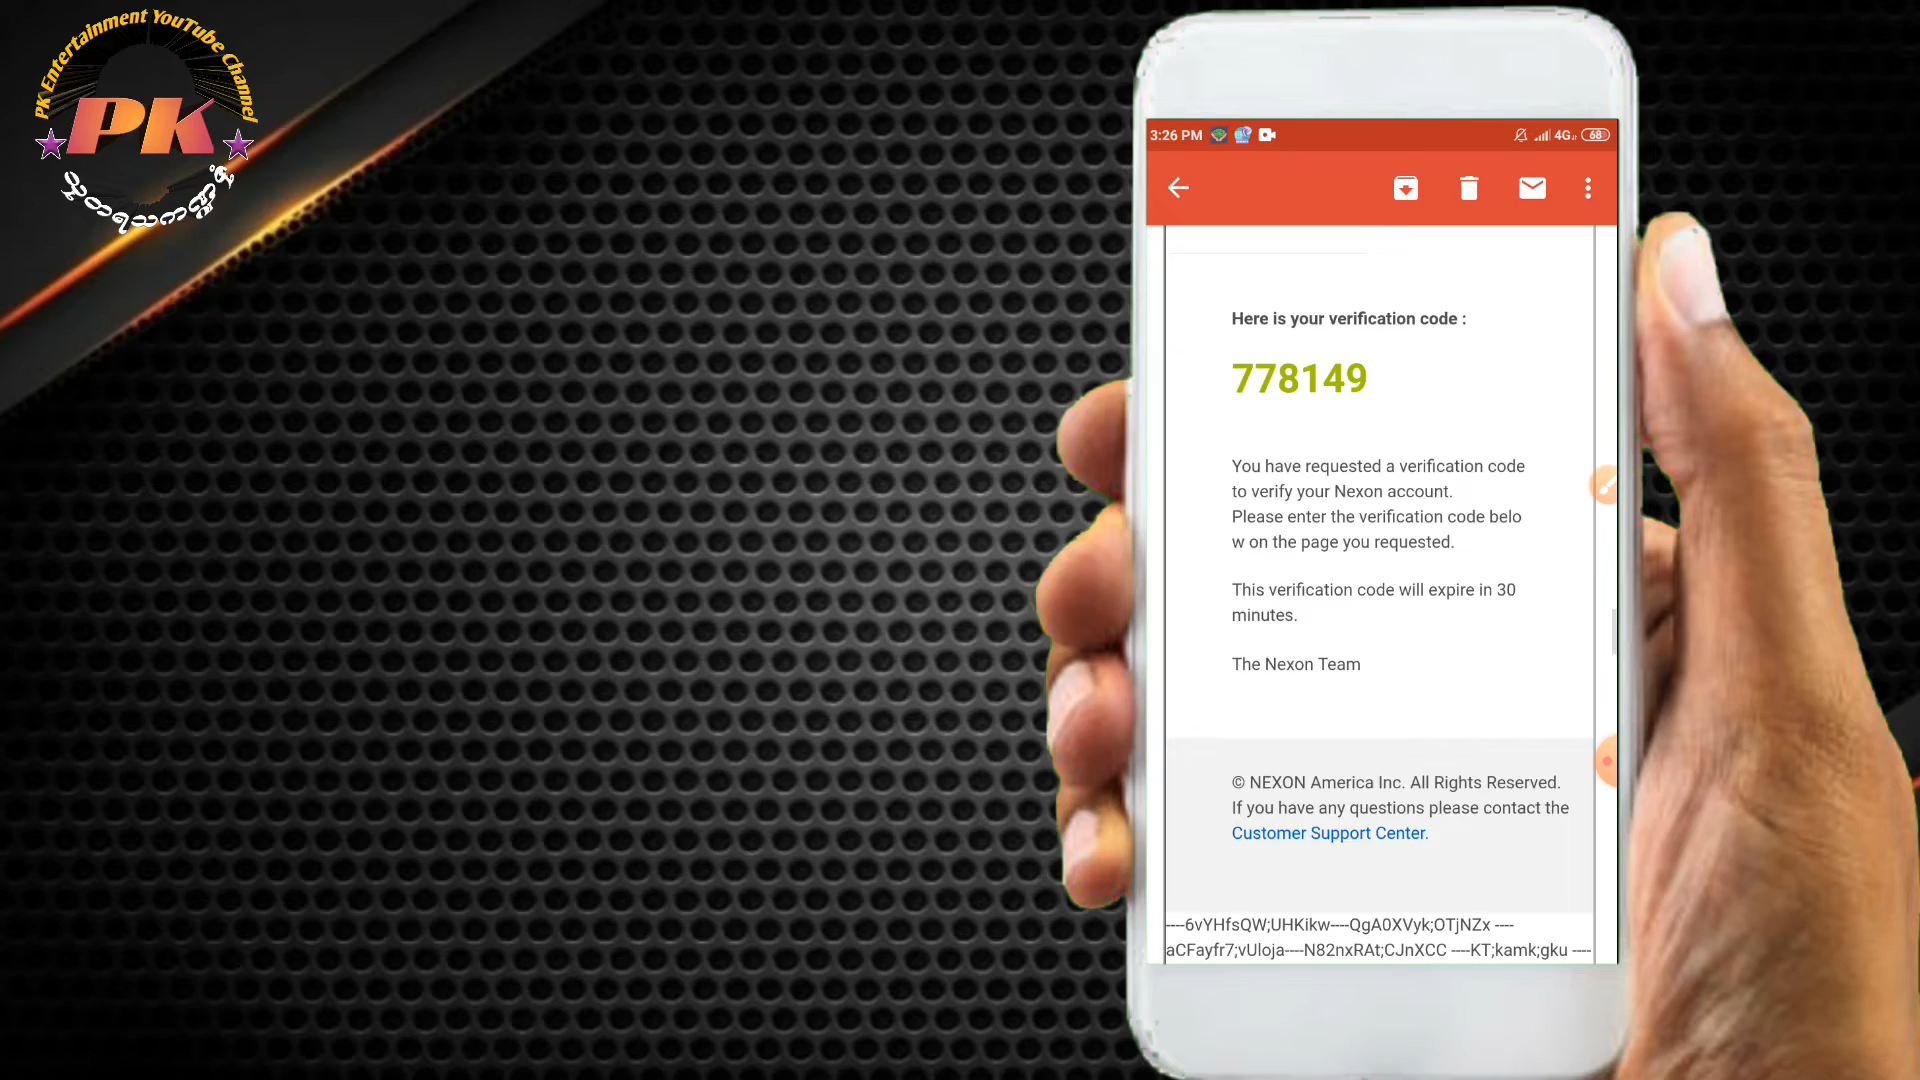 PK Entertainment YouTube Channel
PK
3:26 PM
4G
68
Here is your verification code :
778149
You have requested a verification code
to verify your Nexon account.
Please enter the verification code belo
w on the page you requested.
This verification code will expire in 30
minutes.
The Nexon Team
© NEXON America Inc. All Rights Reserved.
If you have any questions please contact the
Customer Support Center.
----6vYHfsQW;UHKikw----QgA0XVyk;OTjNZx ----
aCFayfr7;vUloja----N82nxRAt;CJnXCC ----KT;kamk;gku ----